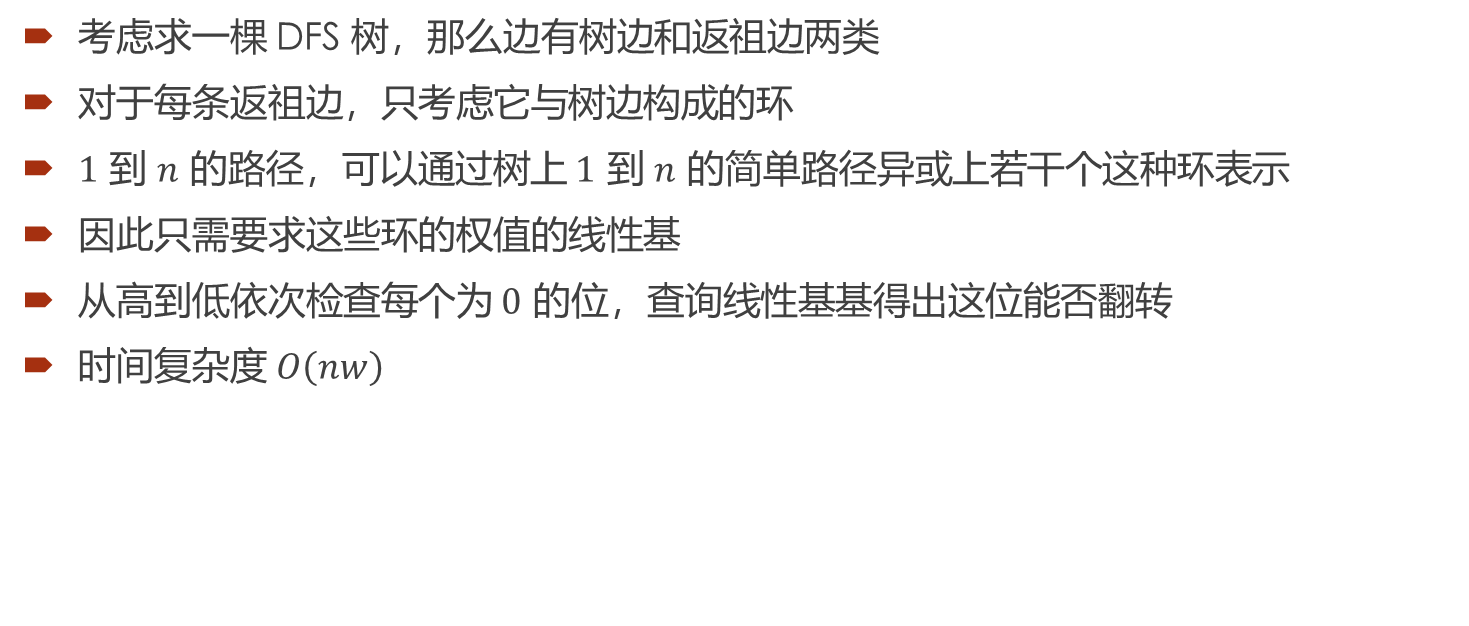 考虑求一棵 DFS 树，那么边有树边和返祖边两类
对于每条返祖边，只考虑它与树边构成的环
1 到 n 的路径，可以通过树上 1 到 n 的简单路径异或上若干个这种环表示
因此只需要求这些环的权值的线性基
从高到低依次检查每个为 0 的位，查询线性基基得出这位能否翻转
时间复杂度 O(nw)